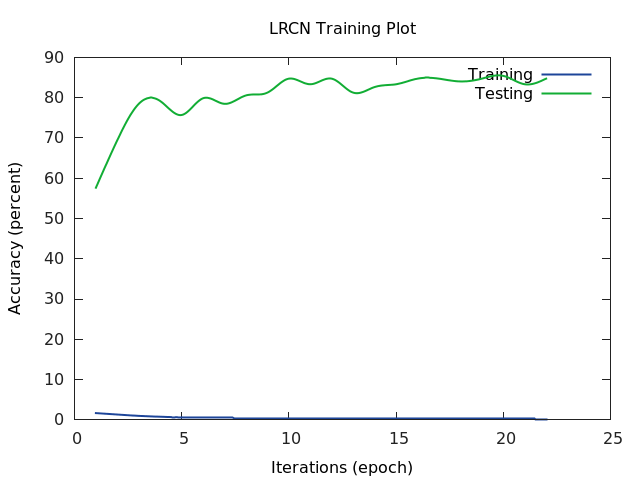 LRCN Training Plot
90
80
70
60
50
40
30
20
10
0
Accuracy (percent)
Training
Testing
0 5 10 15 20 25
Iterations (epoch)